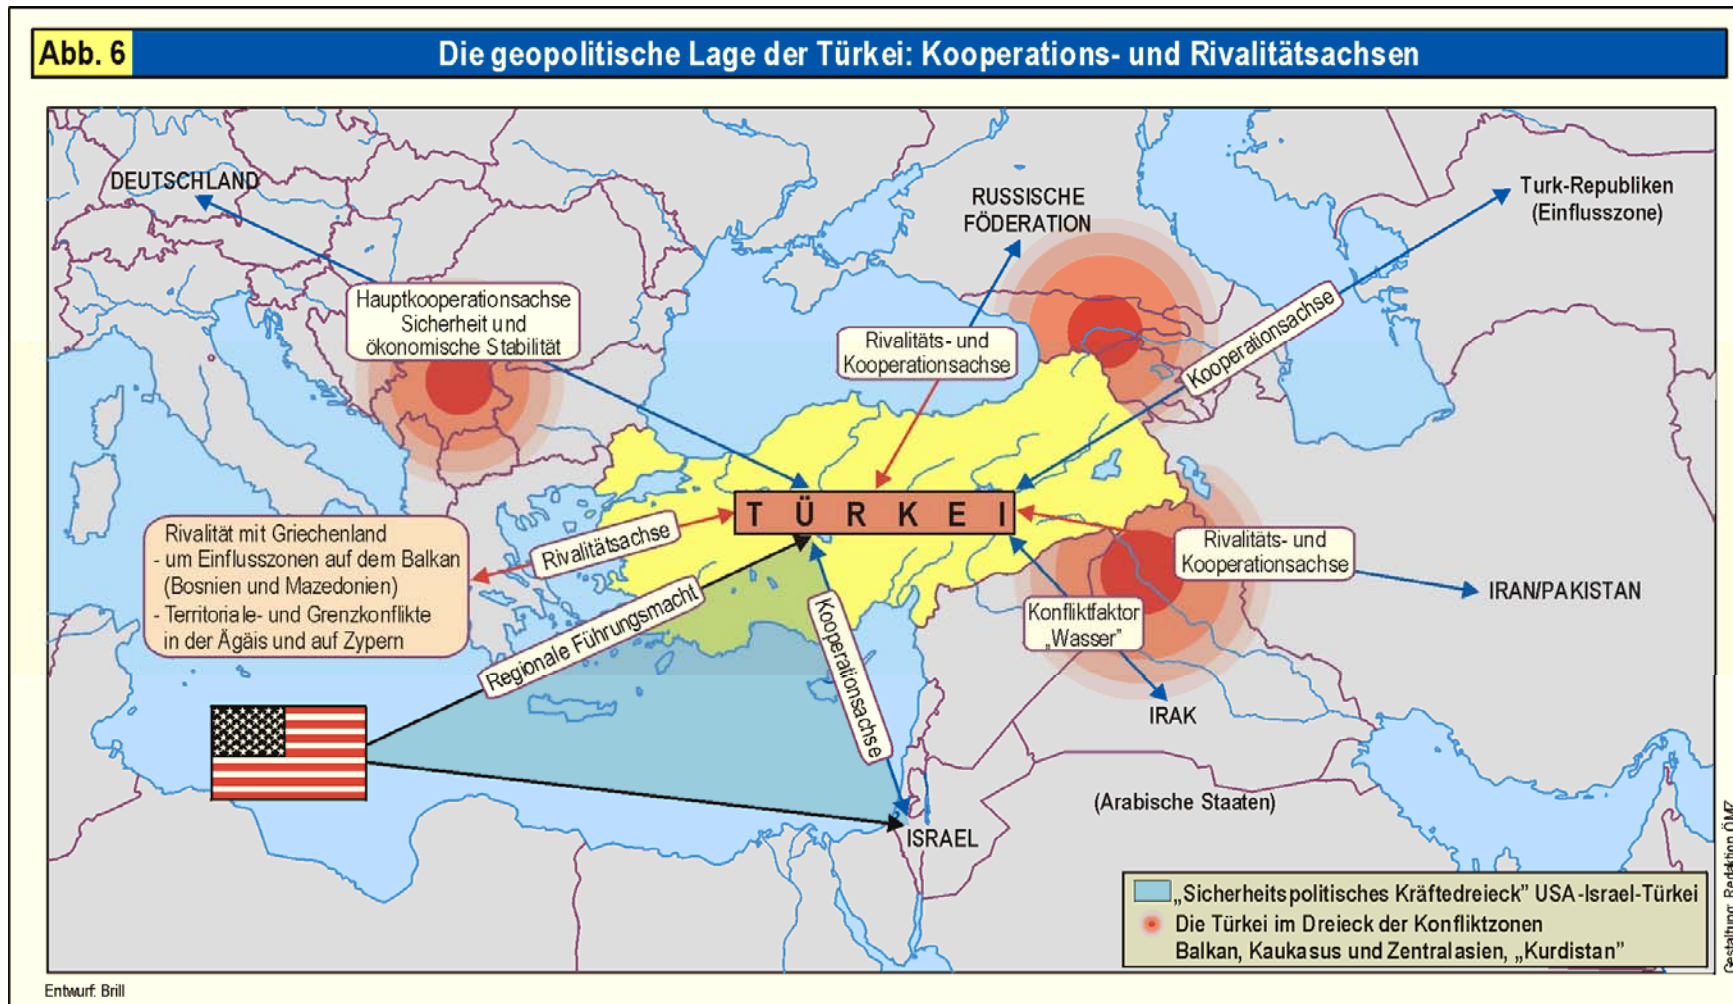 Abb. 6
Die geopolitische Lage der Türkei: Kooperations- und Rivalitätsachsen
DEUTSCHLAND
RUSSISCHE
FÖDERATION
Turk-Republiken
(Einflusszone)
Hauptkooperationsachse
Sicherheit und
ökonomische Stabilität
Rivalitäts- und
Kooperationsachse
Kooperationsachse
TÜRKEI
Rivalität mit Griechenland
- um Einflusszonen auf dem Balkan
(Bosnien und Mazedonien)
- Territoriale- und Grenzkonflikte
in der Ägäis und auf Zypern
Rivalitätsachse
Rivalitäts- und
Kooperationsachse
IRAN/PAKISTAN
Regionale Führungsmacht
Kooperationsachse
Konfliktfaktor
„Wasser”
IRAK
ISRAEL
(Arabische Staaten)
„Sicherheitspolitisches Kräftedreieck” USA-Israel-Türkei
Die Türkei im Dreieck der Konfliktzonen
Balkan, Kaukasus und Zentralasien, „Kurdistan”
Entwurf: Brill
Gestaltung: Redaktion ÖMZ